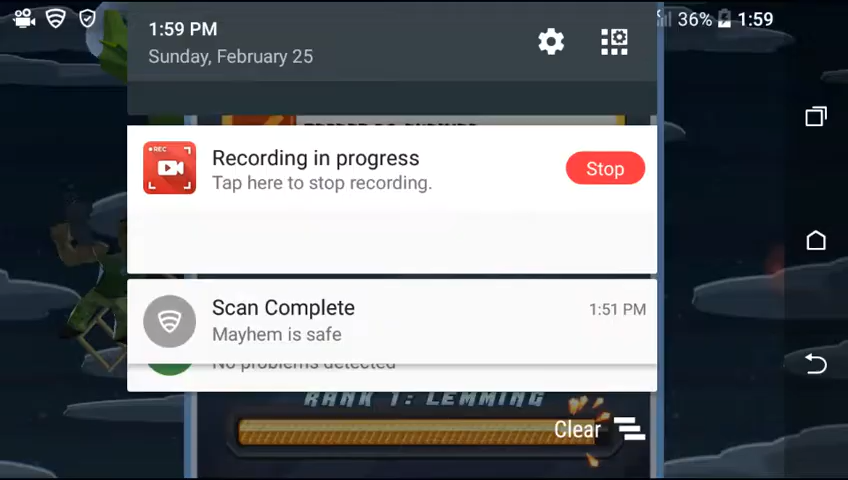 1:59 PM
36% 1:59
Sunday, February 25
REC
Recording in progress
Tap here to stop recording.
Stop
Scan Complete
1:51 PM
Mayhem is safe
No problems detected
RANK 1: LEMMING
Clear